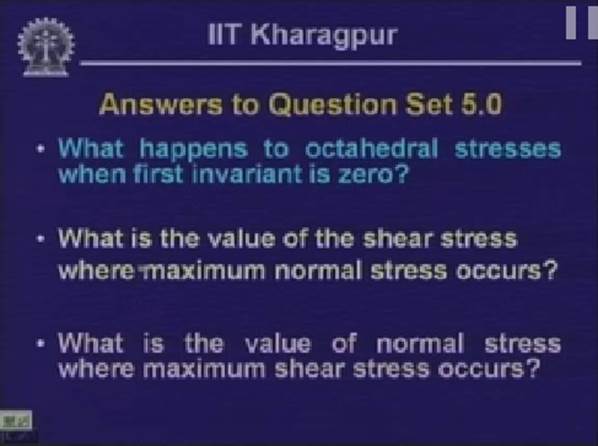 IIT Kharagpur
Answers to Question Set 5.0
• What happens to octahedral stresses
when first invariant is zero?
• What is the value of the shear stress
where maximum normal stress occurs?
• What is the value of normal stress
where maximum shear stress occurs?